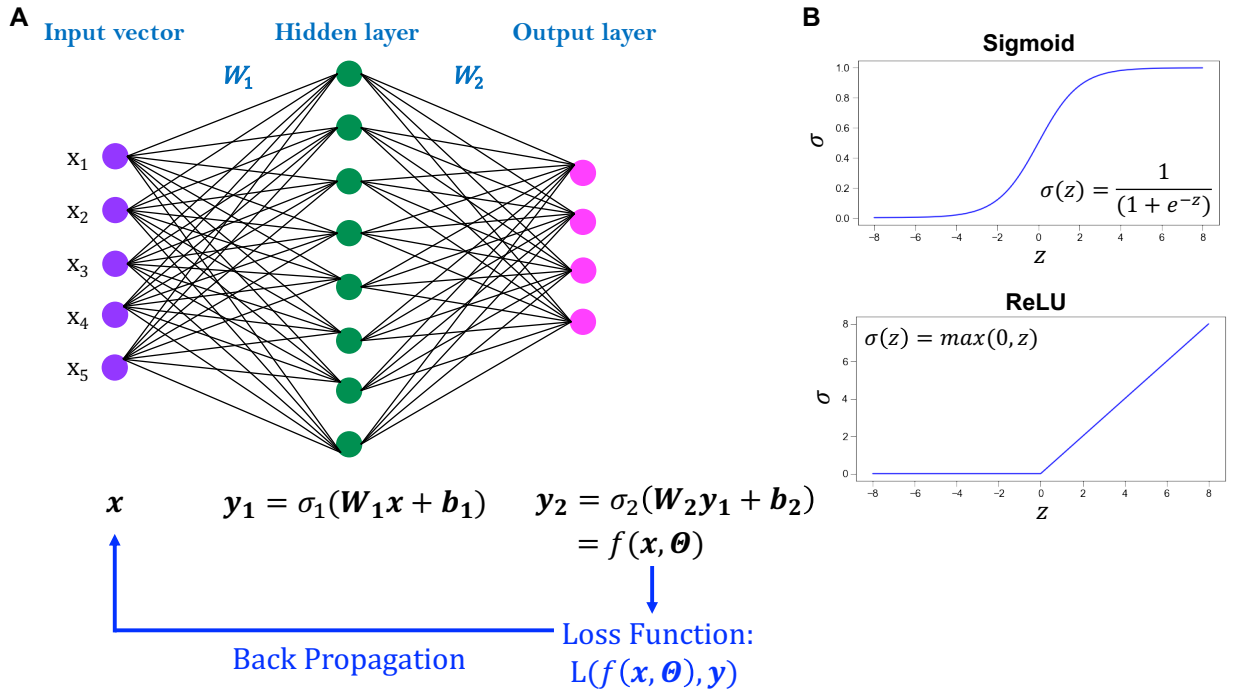 A
Input vector
Hidden layer
Output layer
W₁
W₂
x₁
x₂
x₃
x₄
x₅
x
y₁ = σ₁(W₁x + b₁)
y₂ = σ₂(W₂y₁ + b₂)
= f(x, Θ)
Loss Function:
L(f(x, Θ), y)
Back Propagation
B
Sigmoid
1.0
0.8
0.6
0.4
0.2
0.0
σ
σ(z) = 1 / (1 + e⁻ᶻ)
−8 −6 −4 −2 0 2 4 6 8
z
ReLU
σ(z) = max(0, z)
8
6
4
2
0
σ
−8 −6 −4 −2 0 2 4 6 8
z